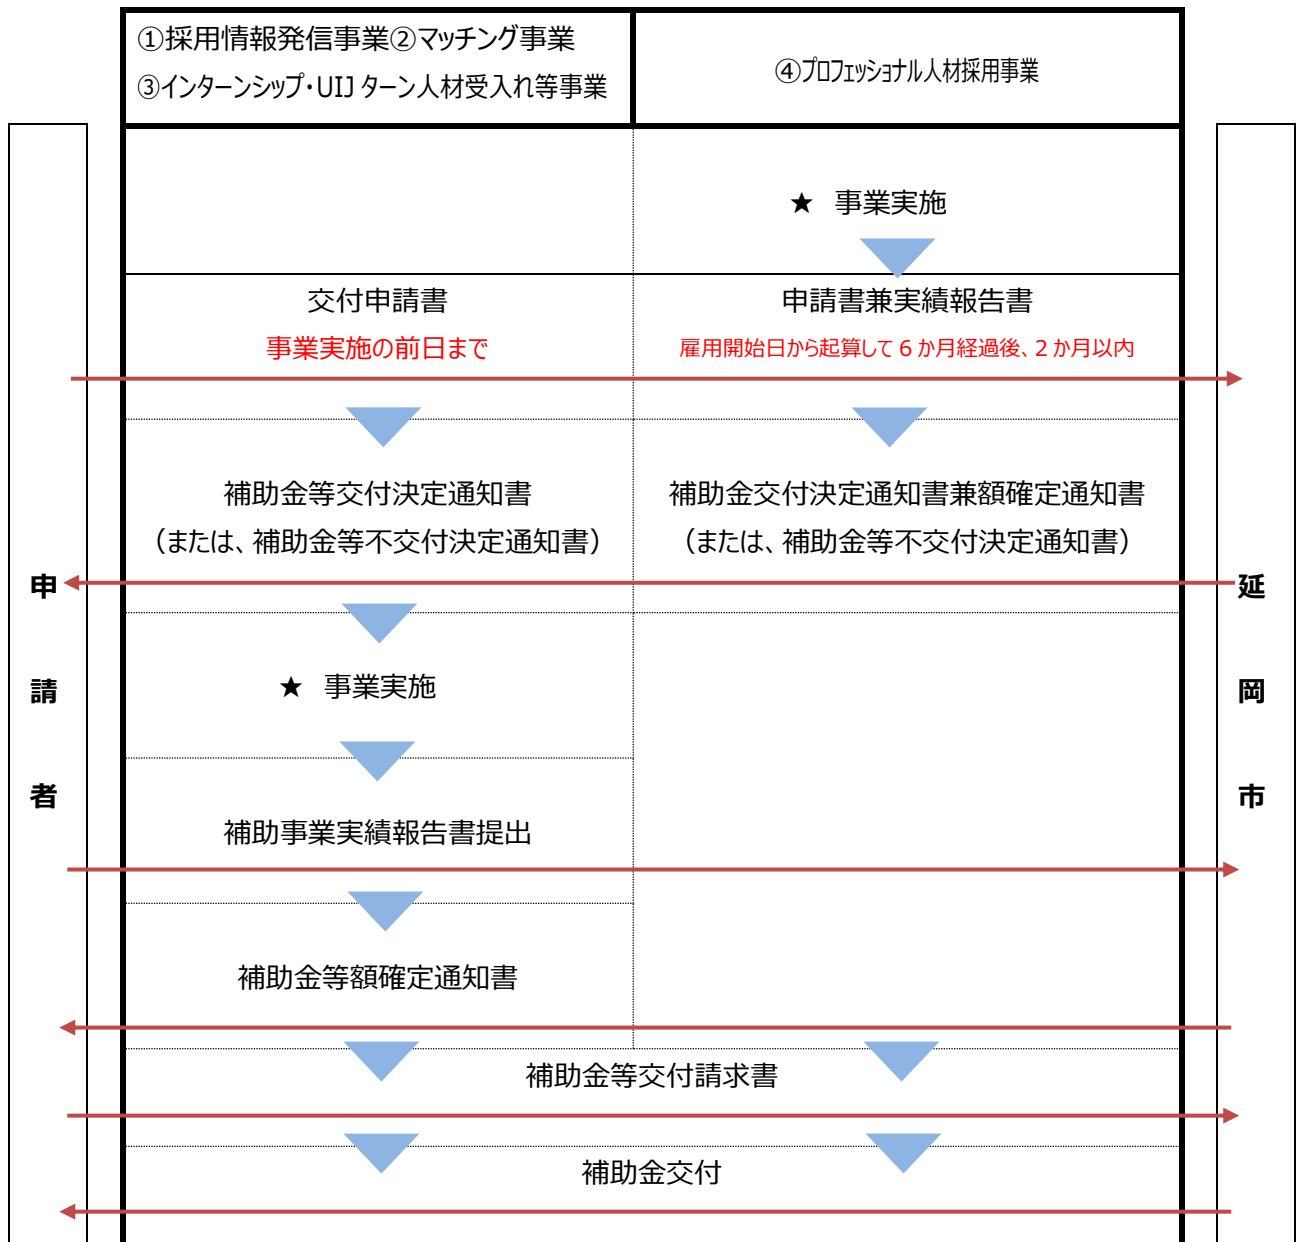 ①採用情報発信事業②マッチング事業
③インターンシップ・UIJターン人材受入れ等事業
④プロフェッショナル人材採用事業
★ 事業実施
交付申請書
事業実施の前日まで
申請書兼実績報告書
雇用開始日から起算して6か月経過後、2か月以内
補助金等交付決定通知書
（または、補助金等不交付決定通知書）
補助金交付決定通知書兼額確定通知書
（または、補助金等不交付決定通知書）
★ 事業実施
補助事業実績報告書提出
補助金等額確定通知書
補助金等交付請求書
補助金交付
申請者
延岡市